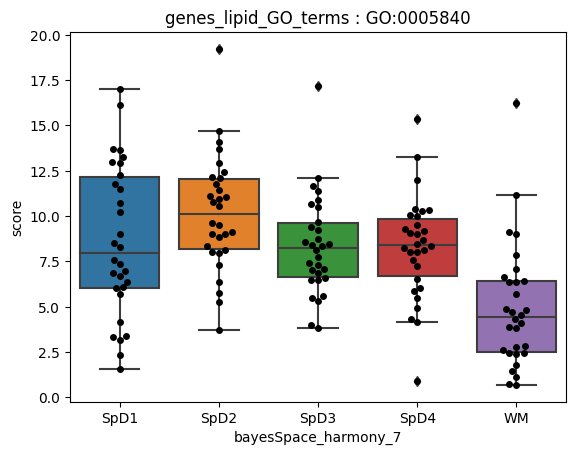 genes_lipid_GO_terms : GO:0005840
20.0
17.5
15.0
12.5
10.0
7.5
5.0
2.5
0.0
score
SpD1 SpD2 SpD3 SpD4 WM
bayesSpace_harmony_7